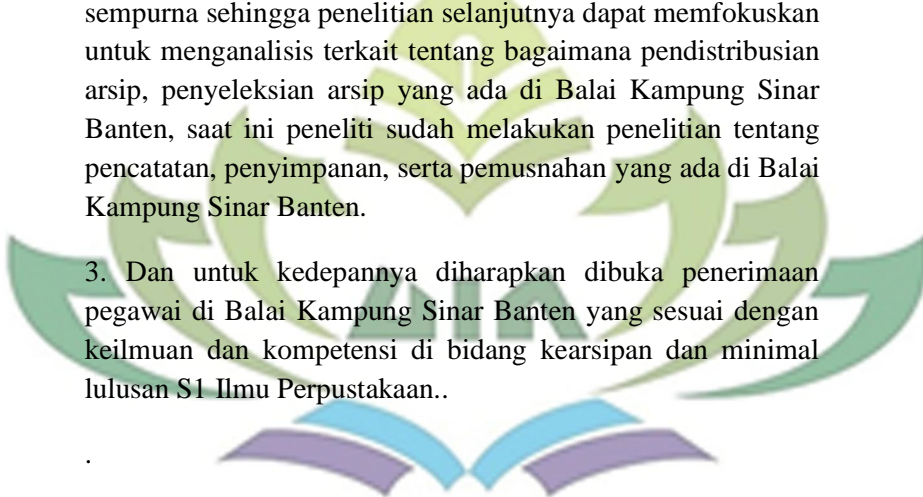 sempurna sehingga penelitian selanjutnya dapat memfokuskan
untuk menganalisis terkait tentang bagaimana pendistribusian
arsip, penyeleksian arsip yang ada di Balai Kampung Sinar
Banten, saat ini peneliti sudah melakukan penelitian tentang
pencatatan, penyimpanan, serta pemusnahan yang ada di Balai
Kampung Sinar Banten.
3. Dan untuk kedepannya diharapkan dibuka penerimaan
pegawai di Balai Kampung Sinar Banten yang sesuai dengan
keilmuan dan kompetensi di bidang kearsipan dan minimal
lulusan S1 Ilmu Perpustakaan..
.